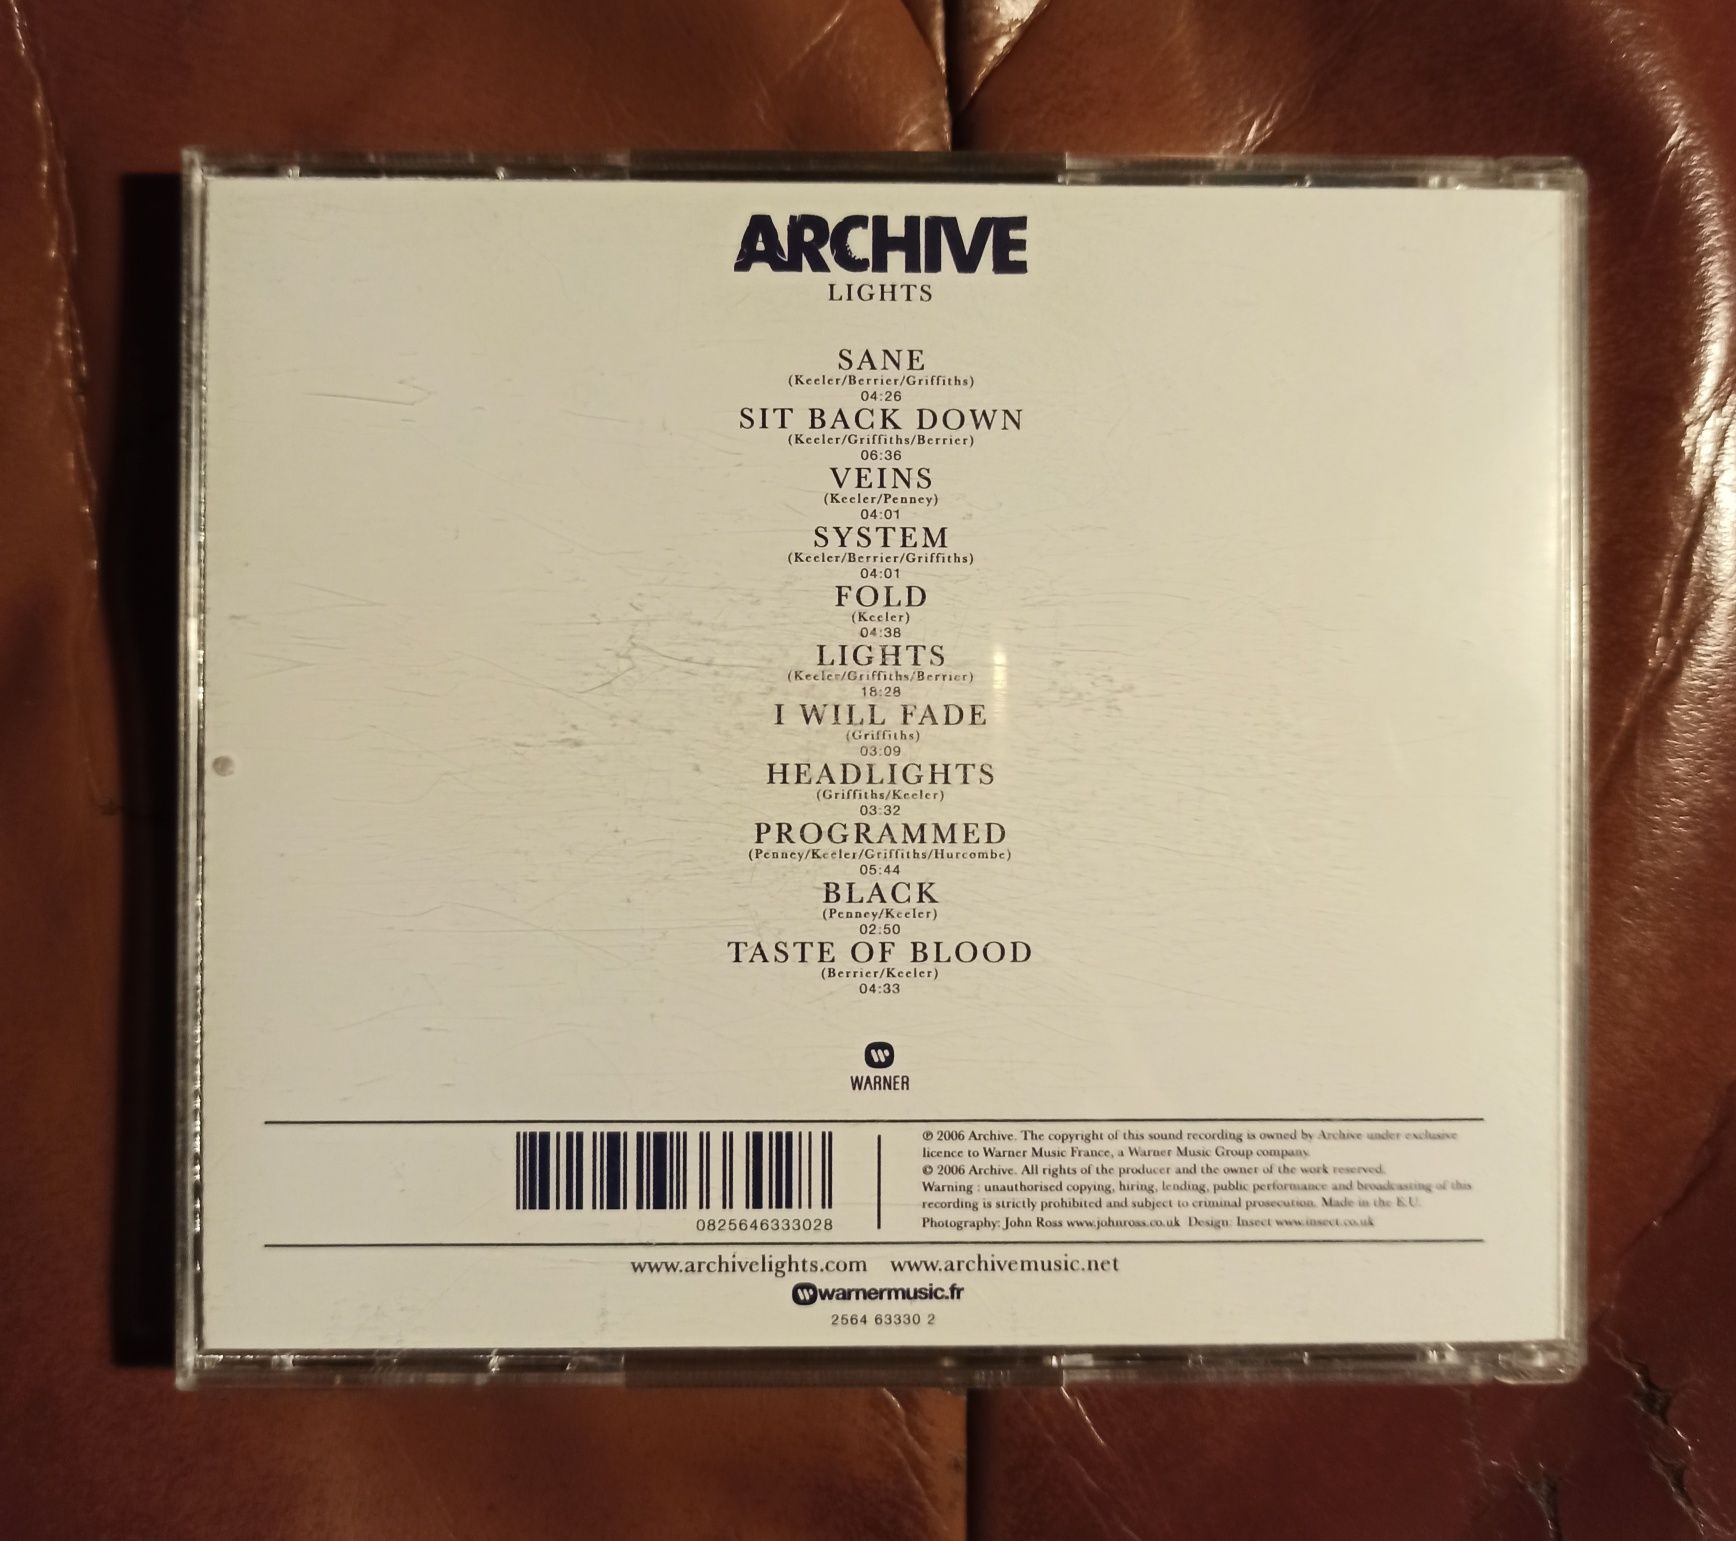 ARCHIVE
LIGHTS
SANE
(Keeler/Berrier/Griffiths)
04:26
SIT BACK DOWN
(Keeler/Griffiths/Berrier)
06:36
VEINS
(Keeler/Penney)
04:01
SYSTEM
(Keeler/Berrier/Griffiths)
04:01
FOLD
(Keeler)
04:38
LIGHTS
(Keeler/Griffiths/Berrier)
18:28
I WILL FADE
(Griffiths)
03:09
HEADLIGHTS
(Griffiths/Keeler)
03:32
PROGRAMMED
(Penney/Keeler/Griffiths/Hurcombe)
05:44
BLACK
(Penney/Keeler)
02:50
TASTE OF BLOOD
(Berrier/Keeler)
04:33
WARNER
0825646333028
℗ 2006 Archive. The copyright of this sound recording is owned by Archive under exclusive
licence to Warner Music France, a Warner Music Group company.
© 2006 Archive. All rights of the producer and the owner of the work reserved.
Warning : unauthorised copying, hiring, lending, public performance and broadcasting of this
recording is strictly prohibited and subject to criminal prosecution. Made in the E.U.
Photography: John Ross www.johnross.co.uk Design: Insect www.insect.co.uk
www.archivelights.com www.archivemusic.net
warnermusic.fr
2564 63330 2